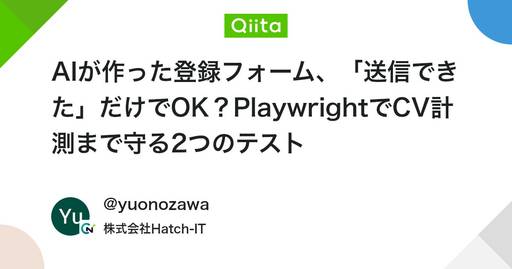 Qiita
AIが作った登録フォーム、「送信でき
た」だけでOK？PlaywrightでCV計
測まで守る2つのテスト
Yu
@yuonozawa
株式会社Hatch-IT